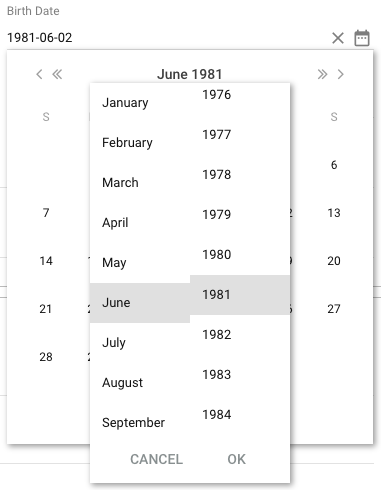 Birth Date
1981-06-02
June 1981
S
S
January
February
March
April
May
June
July
August
September
1976
1977
1978
1979
1980
1981
1982
1983
1984
6
7
13
14
20
21
27
28
CANCEL
OK